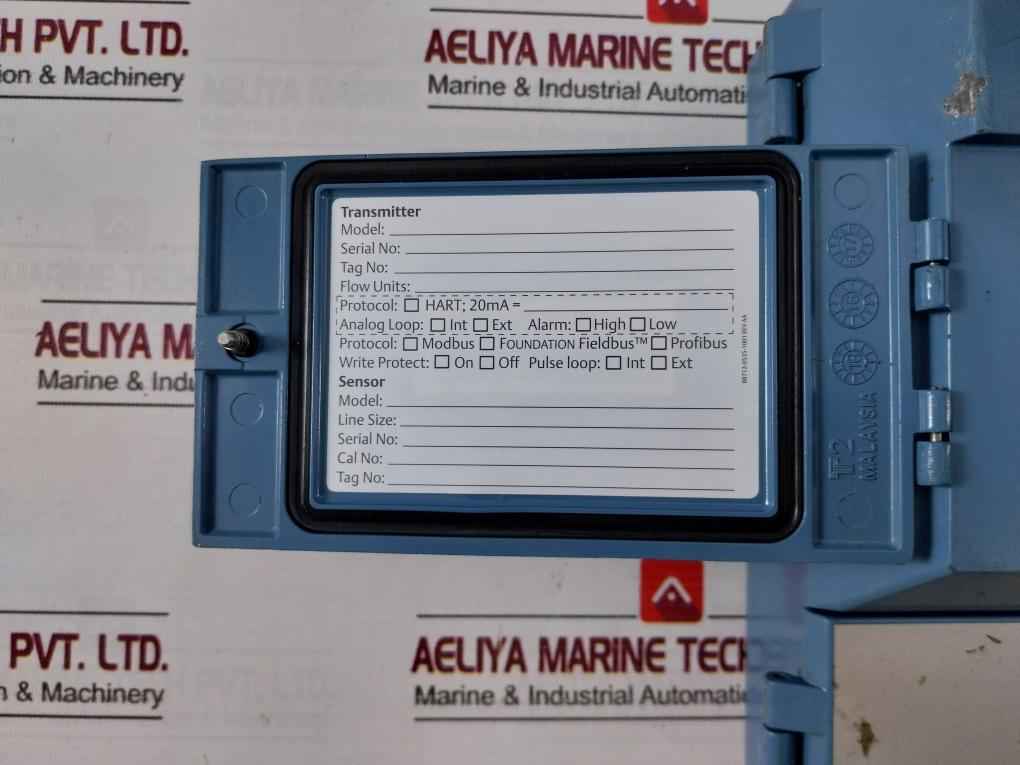 H PVT. LTD.
ion & Machinery
AELIYA MARINE TECH
Marine & Industrial Automati
Transmitter
Model:
Serial No:
Tag No:
Flow Units:
Protocol: HART; 20mA =
Analog Loop: Int Ext Alarm: High Low
Protocol: Modbus FOUNDATION Fieldbus™ Profibus
Write Protect: On Off Pulse loop: Int Ext
Sensor
Model:
Line Size:
Serial No:
Cal No:
Tag No:
T2
MALAYSIA
AELIYA MA
Marine & Indu
PVT. LTD.
n & Machinery
AELIYA MARINE TECH
Marine & Industrial Automatic